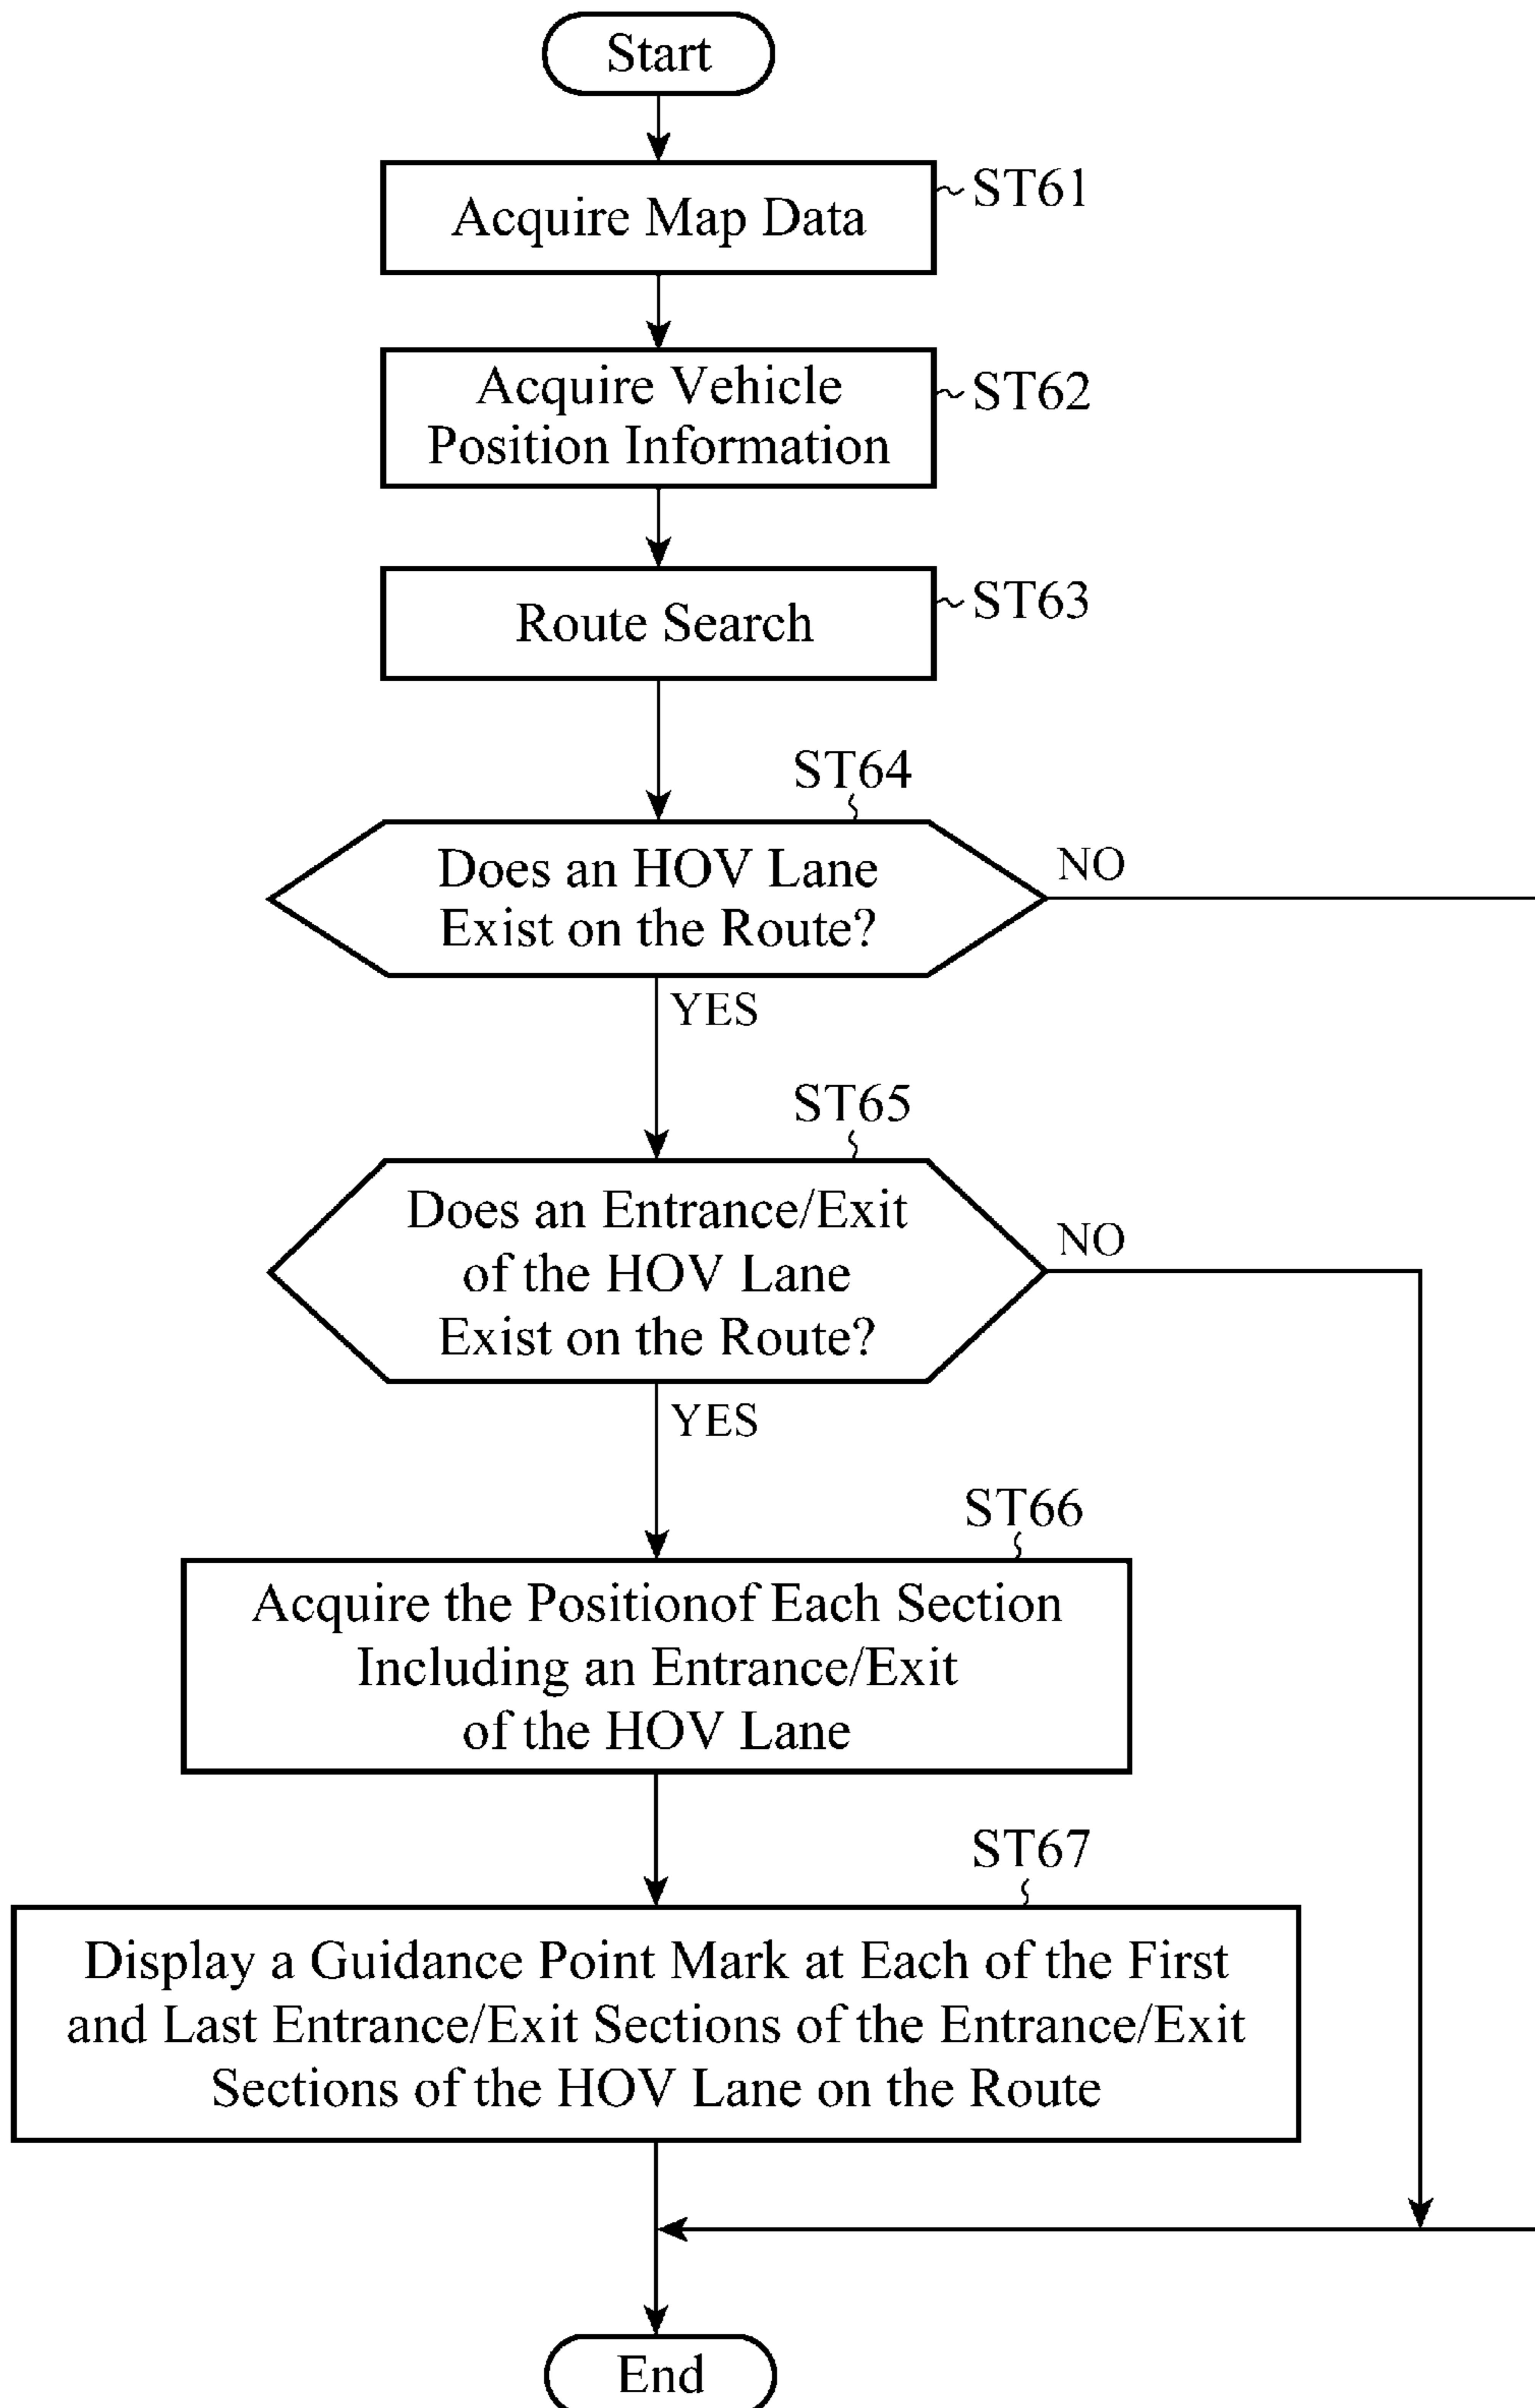 Start
Acquire Map Data
ST61
Acquire Vehicle
Position Information
ST62
Route Search
ST63
ST64
Does an HOV Lane
Exist on the Route?
NO
YES
ST65
Does an Entrance/Exit
of the HOV Lane
Exist on the Route?
NO
YES
ST66
Acquire the Positionof Each Section
Including an Entrance/Exit
of the HOV Lane
ST67
Display a Guidance Point Mark at Each of the First
and Last Entrance/Exit Sections of the Entrance/Exit
Sections of the HOV Lane on the Route
End